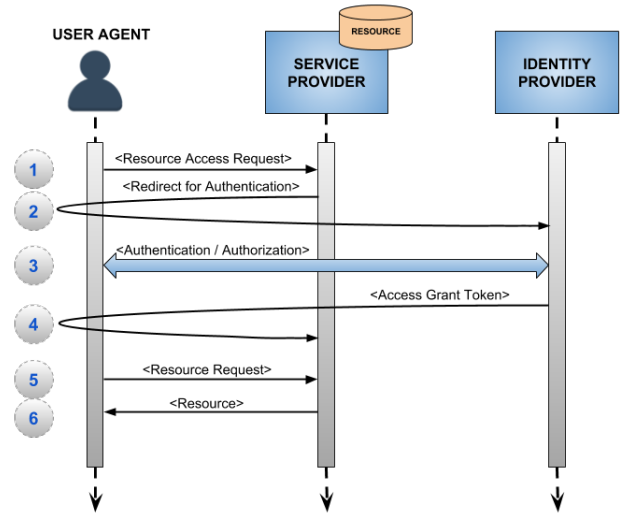 USER AGENT
RESOURCE
SERVICE
PROVIDER
IDENTITY
PROVIDER
1
<Resource Access Request>
<Redirect for Authentication>
2
<Authentication / Authorization>
3
<Access Grant Token>
4
5
<Resource Request>
6
<Resource>